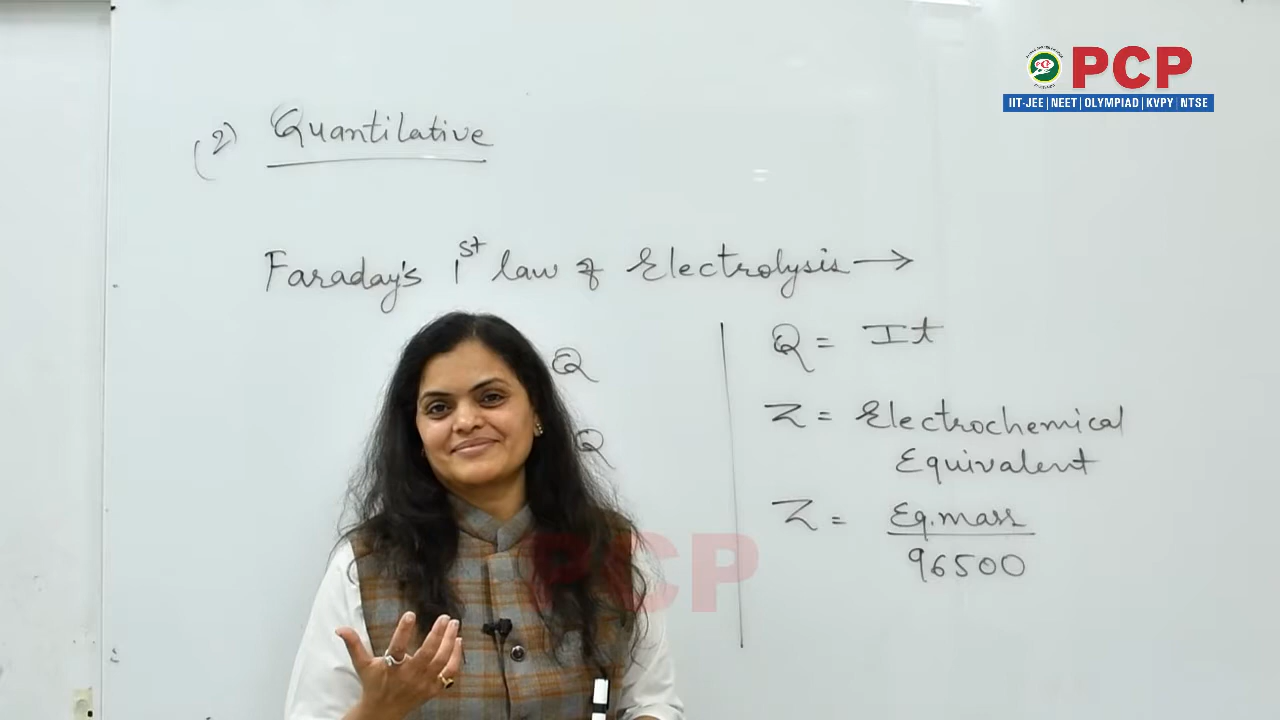 PCP
IIT-JEE | NEET | OLYMPIAD | KVPY | NTSE
(2) Quantilative
Faraday's 1st law of Electrolysis →
Q
Q
Q = It
Z = Electrochemical
Equivalent
Z = Eq.mass
96500
PCP